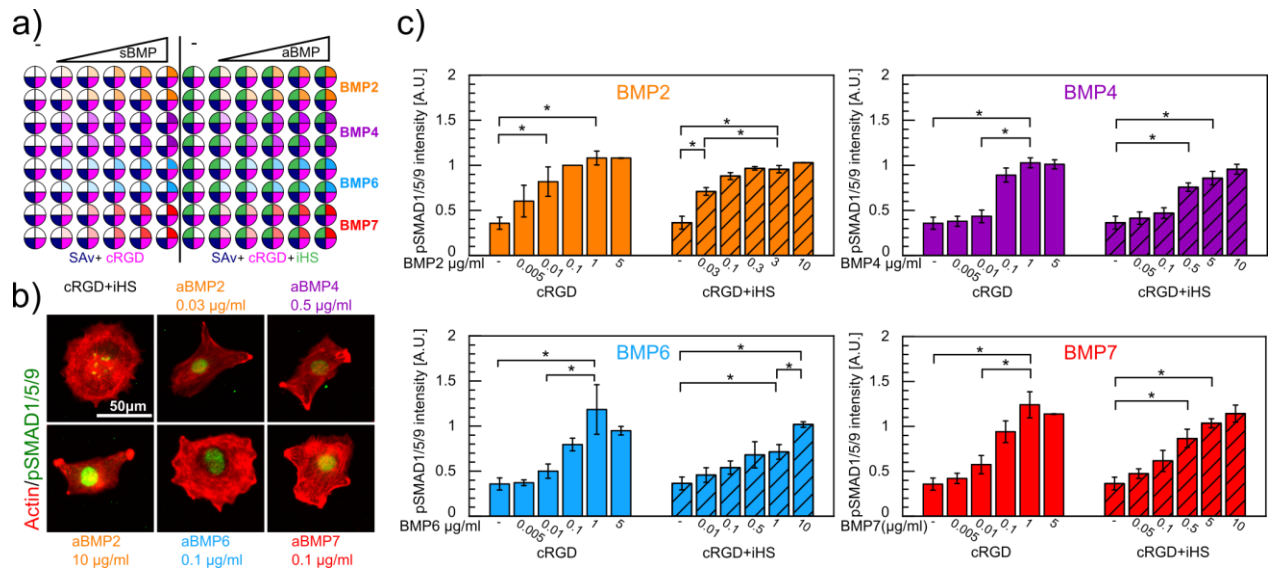 a)
-
sBMP
-
aBMP
BMP2
BMP4
BMP6
BMP7
SAv+ cRGD
SAv+ cRGD+iHS
b)
cRGD+iHS
aBMP2
0.03 µg/ml
aBMP4
0.5 µg/ml
Actin/pSMAD1/5/9
50µm
aBMP2
10 µg/ml
aBMP6
0.1 µg/ml
aBMP7
0.1 µg/ml
c)
BMP2
pSMAD1/5/9 intensity [A.U.]
2
1.5
1.0
0.5
0
* * * * *
BMP2 µg/ml
- 0.005 0.01 0.1 1 5
- 0.03 0.1 0.3 3 10
cRGD
cRGD+iHS
BMP4
pSMAD1/5/9 intensity [A.U.]
2
1.5
1.0
0.5
0
* * * *
BMP4 µg/ml
- 0.005 0.01 0.1 1 5
- 0.05 0.1 0.5 5 10
cRGD
cRGD+iHS
BMP6
pSMAD1/5/9 intensity [A.U.]
2
1.5
1.0
0.5
0
* * * * *
BMP6 µg/ml
- 0.005 0.01 0.1 1 5
- 0.01 0.1 0.5 1 10
cRGD
cRGD+iHS
BMP7
pSMAD1/5/9 intensity [A.U.]
2
1.5
1.0
0.5
0
* * * *
BMP7(µg/ml)
- 0.005 0.01 0.1 1 5
- 0.05 0.1 0.5 5 10
cRGD
cRGD+iHS